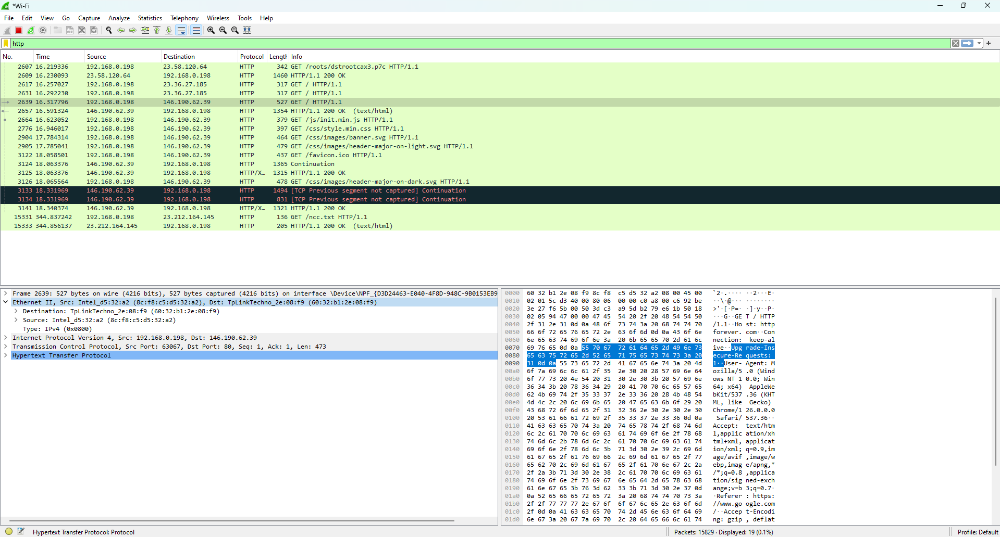 *Wi-Fi
File Edit View Go Capture Analyze Statistics Telephony Wireless Tools Help
http
No. Time Source Destination Protocol Length Info
2607 16.219336 192.168.0.198 23.58.120.64 HTTP 342 GET /roots/dstrootcax3.p7c HTTP/1.1
2609 16.230093 23.58.120.64 192.168.0.198 HTTP 1460 HTTP/1.1 200 OK
2617 16.257027 192.168.0.198 23.36.27.185 HTTP 317 GET / HTTP/1.1
2631 16.292230 192.168.0.198 23.36.27.185 HTTP 317 GET / HTTP/1.1
2639 16.317796 192.168.0.198 146.190.62.39 HTTP 527 GET / HTTP/1.1
2657 16.591324 146.190.62.39 192.168.0.198 HTTP 1354 HTTP/1.1 200 OK (text/html)
2664 16.623052 192.168.0.198 146.190.62.39 HTTP 379 GET /js/init.min.js HTTP/1.1
2776 16.946017 192.168.0.198 146.190.62.39 HTTP 397 GET /css/style.min.css HTTP/1.1
2904 17.784314 192.168.0.198 146.190.62.39 HTTP 464 GET /css/images/banner.svg HTTP/1.1
2905 17.785041 192.168.0.198 146.190.62.39 HTTP 479 GET /css/images/header-major-on-light.svg HTTP/1.1
3122 18.058501 192.168.0.198 146.190.62.39 HTTP 437 GET /favicon.ico HTTP/1.1
3124 18.063376 146.190.62.39 192.168.0.198 HTTP 1365 Continuation
3125 18.063376 146.190.62.39 192.168.0.198 HTTP/X… 1315 HTTP/1.1 200 OK
3126 18.065564 192.168.0.198 146.190.62.39 HTTP 478 GET /css/images/header-major-on-dark.svg HTTP/1.1
3133 18.331969 146.190.62.39 192.168.0.198 HTTP 1494 [TCP Previous segment not captured] Continuation
3134 18.331969 146.190.62.39 192.168.0.198 HTTP 831 [TCP Previous segment not captured] Continuation
3141 18.340374 146.190.62.39 192.168.0.198 HTTP/X… 1321 HTTP/1.1 200 OK
15331 344.837242 192.168.0.198 23.212.164.145 HTTP 136 GET /ncc.txt HTTP/1.1
15333 344.856137 23.212.164.145 192.168.0.198 HTTP 205 HTTP/1.1 200 OK (text/html)
Frame 2639: 527 bytes on wire (4216 bits), 527 bytes captured (4216 bits) on interface \Device\NPF_{D3D24463-E040-4F8D-948C-9B0153EB9
Ethernet II, Src: Intel_d5:32:a2 (8c:f8:c5:d5:32:a2), Dst: TpLinkTechno_2e:08:f9 (60:32:b1:2e:08:f9)
Destination: TpLinkTechno_2e:08:f9 (60:32:b1:2e:08:f9)
Source: Intel_d5:32:a2 (8c:f8:c5:d5:32:a2)
Type: IPv4 (0x0800)
Internet Protocol Version 4, Src: 192.168.0.198, Dst: 146.190.62.39
Transmission Control Protocol, Src Port: 63067, Dst Port: 80, Seq: 1, Ack: 1, Len: 473
Hypertext Transfer Protocol
0000 60 32 b1 2e 08 f9 8c f8 c5 d5 32 a2 08 00 45 00 `2·.···· ··2···E·
0010 02 01 5c d3 40 00 80 06 00 00 c0 a8 00 c6 92 be ··\·@··· ········
0020 3e 27 f6 5b 00 50 3d c3 a9 5d b2 79 e6 1b 50 18 >'·[·P=· ·]·y··P·
0030 02 05 94 47 00 00 47 45 54 20 2f 20 48 54 54 50 ···G··GE T / HTTP
0040 2f 31 2e 31 0d 0a 48 6f 73 74 3a 20 68 74 74 70 /1.1··Ho st: http
0050 66 6f 72 65 76 65 72 2e 63 6f 6d 0d 0a 43 6f 6e forever. com··Con
0060 6e 65 63 74 69 6f 6e 3a 20 6b 65 65 70 2d 61 6c nection: keep-al
0070 69 76 65 0d 0a 55 70 67 72 61 64 65 2d 49 6e 73 ive··Upg rade-Ins
0080 65 63 75 72 65 2d 52 65 71 75 65 73 74 73 3a 20 ecure-Re quests:
0090 31 0d 0a 55 73 65 72 2d 41 67 65 6e 74 3a 20 4d 1··User- Agent: M
00a0 6f 7a 69 6c 6c 61 2f 35 2e 30 20 28 57 69 6e 64 ozilla/5 .0 (Wind
00b0 6f 77 73 20 4e 54 20 31 30 2e 30 3b 20 57 69 6e ows NT 1 0.0; Win
00c0 36 34 3b 20 78 36 34 29 20 41 70 70 6c 65 57 65 64; x64) AppleWe
00d0 62 4b 69 74 2f 35 33 37 2e 33 36 20 28 4b 48 54 bKit/537 .36 (KHT
00e0 4d 4c 2c 20 6c 69 6b 65 20 47 65 63 6b 6f 29 20 ML, like Gecko)
00f0 43 68 72 6f 6d 65 2f 31 32 36 2e 30 2e 30 2e 30 Chrome/1 26.0.0.0
0100 20 53 61 66 61 72 69 2f 35 33 37 2e 33 36 0d 0a Safari/ 537.36··
0110 41 63 63 65 70 74 3a 20 74 65 78 74 2f 68 74 6d Accept: text/htm
0120 6c 2c 61 70 70 6c 69 63 61 74 69 6f 6e 2f 78 68 l,applic ation/xh
0130 74 6d 6c 2b 78 6d 6c 2c 61 70 70 6c 69 63 61 74 tml+xml, applicat
0140 69 6f 6e 2f 78 6d 6c 3b 71 3d 30 2e 39 2c 69 6d ion/xml; q=0.9,im
0150 61 67 65 2f 61 76 69 66 2c 69 6d 61 67 65 2f 77 age/avif ,image/w
0160 65 62 70 2c 69 6d 61 67 65 2f 61 70 6e 67 2c 2a ebp,imag e/apng,*
0170 2f 2a 3b 71 3d 30 2e 38 2c 61 70 70 6c 69 63 61 /*;q=0.8 ,applica
0180 74 69 6f 6e 2f 73 69 67 6e 65 64 2d 65 78 63 68 tion/sig ned-exch
0190 61 6e 67 65 3b 76 3d 62 33 3b 71 3d 30 2e 37 0d ange;v=b 3;q=0.7·
01a0 0a 52 65 66 65 72 65 72 3a 20 68 74 74 70 73 3a ·Referer : https:
01b0 2f 2f 77 77 77 2e 67 6f 6f 67 6c 65 2e 63 6f 6d //www.go ogle.com
01c0 2f 0d 0a 41 63 63 65 70 74 2d 45 6e 63 6f 64 69 /··Accep t-Encodi
01d0 6e 67 3a 20 67 7a 69 70 2c 20 64 65 66 6c 61 74 ng: gzip , deflat
Hypertext Transfer Protocol: Protocol
Packets: 15829 · Displayed: 19 (0.1%)
Profile: Default